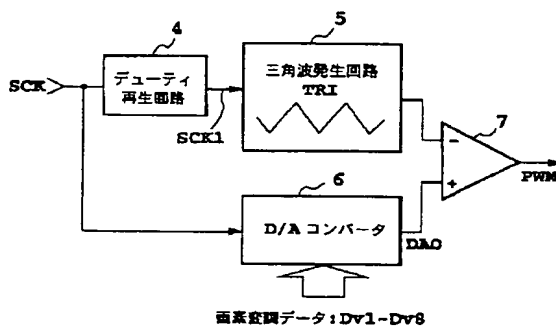 4
デューティ
再生回路
SCK
SCK1
5
三角波発生回路
TRI
7
−
+
PWM
6
D/A コンバータ
DAO
画素変調データ:Dv1~Dv8